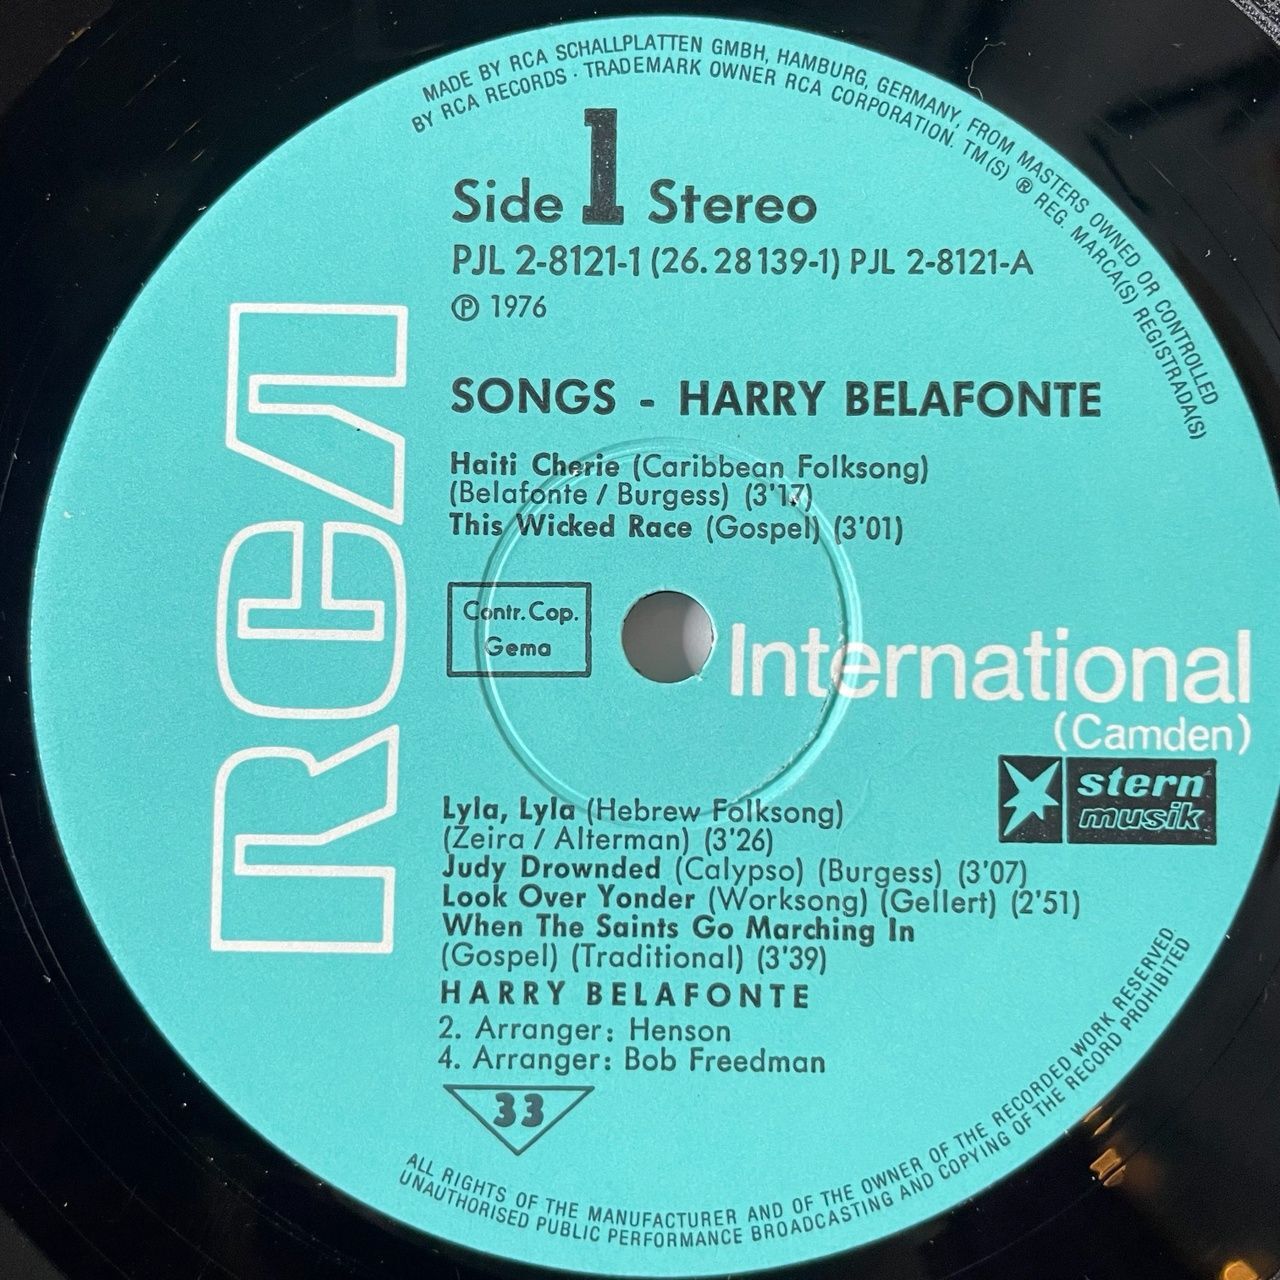 MADE BY RCA SCHALLPLATTEN GMBH, HAMBURG, GERMANY, FROM MASTERS OWNED OR CONTROLLED
BY RCA RECORDS · TRADEMARK OWNER RCA CORPORATION. TM(S) ® REG. MARCA(S) REGISTRADA(S)
Side 1 Stereo
PJL 2-8121-1 (26.28139-1) PJL 2-8121-A
℗ 1976
RCA
SONGS - HARRY BELAFONTE
Haiti Cherie (Caribbean Folksong)
(Belafonte / Burgess) (3'17)
This Wicked Race (Gospel) (3'01)
Contr. Cop.
Gema
International
(Camden)
stern
musik
Lyla, Lyla (Hebrew Folksong)
(Zeira / Alterman) (3'26)
Judy Drownded (Calypso) (Burgess) (3'07)
Look Over Yonder (Worksong) (Gellert) (2'51)
When The Saints Go Marching In
(Gospel) (Traditional) (3'39)
HARRY BELAFONTE
2. Arranger: Henson
4. Arranger: Bob Freedman
33
ALL RIGHTS OF THE MANUFACTURER AND OF THE OWNER OF THE RECORDED WORK RESERVED.
UNAUTHORISED PUBLIC PERFORMANCE BROADCASTING AND COPYING OF THE RECORD PROHIBITED